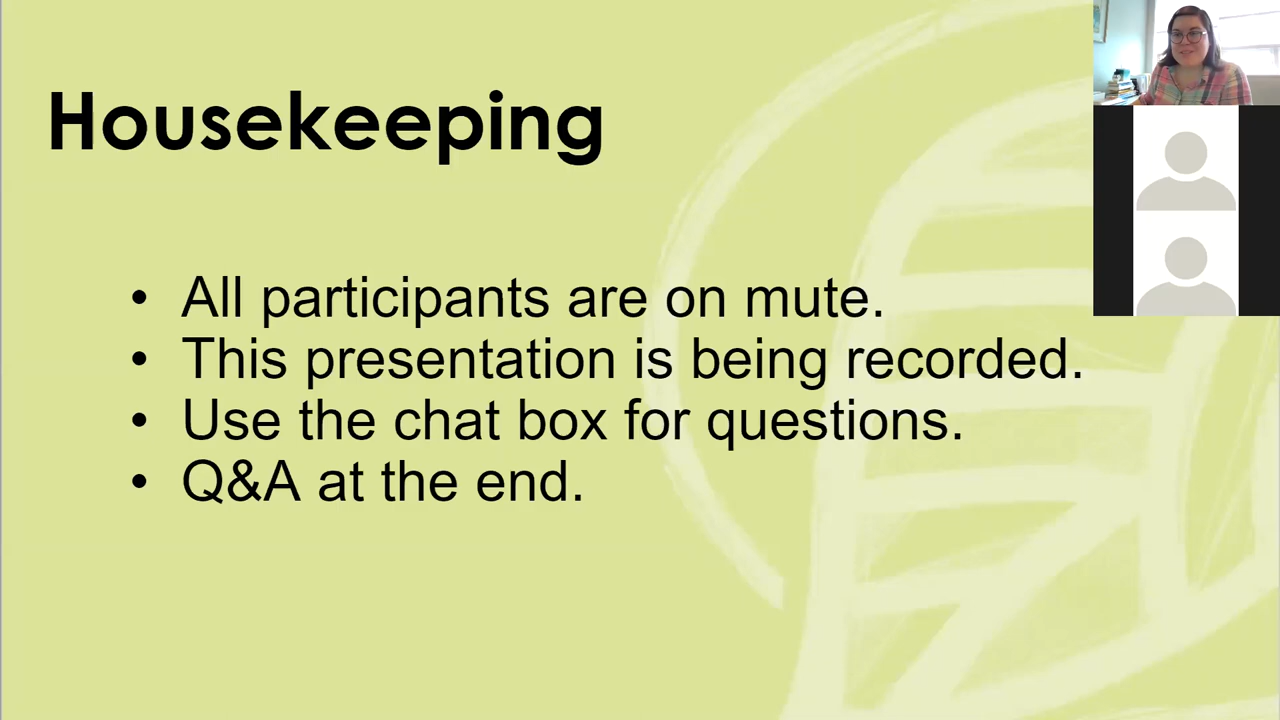 Housekeeping
• All participants are on mute.
• This presentation is being recorded.
• Use the chat box for questions.
• Q&A at the end.